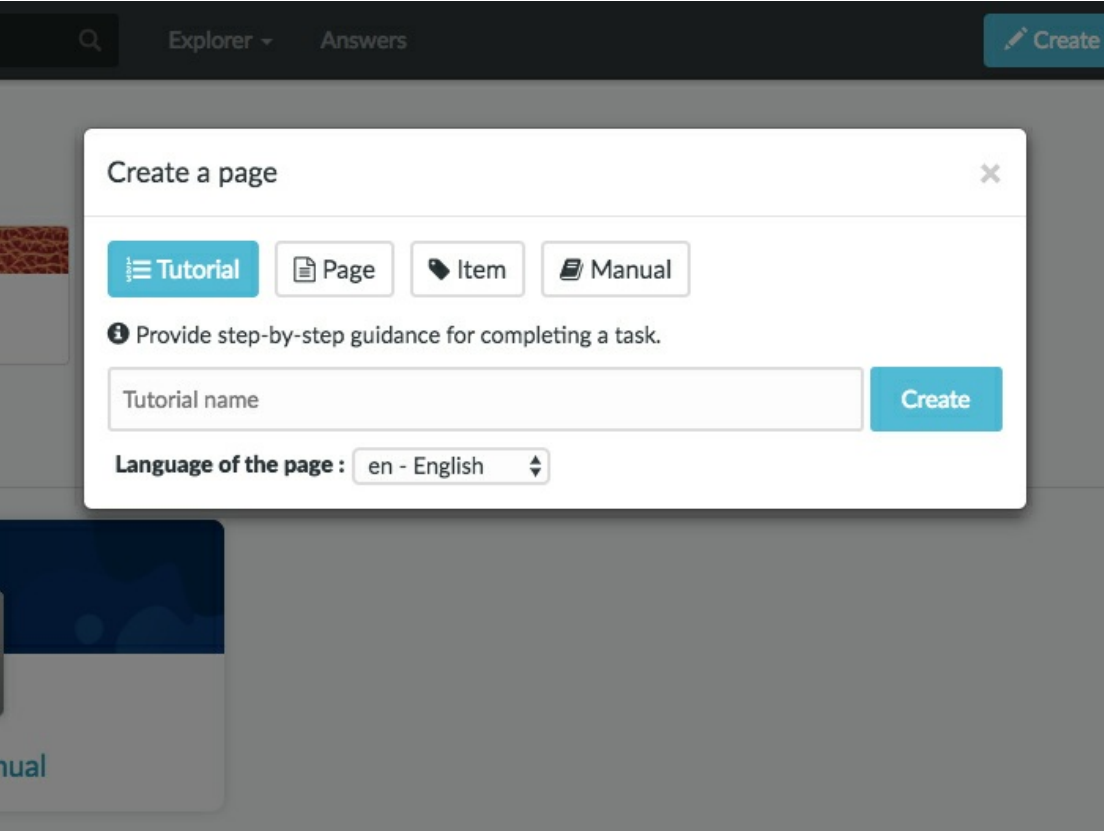 Explorer Answers Create
Create a page ×
Tutorial Page Item Manual
Provide step-by-step guidance for completing a task.
Tutorial name Create
Language of the page : en - English